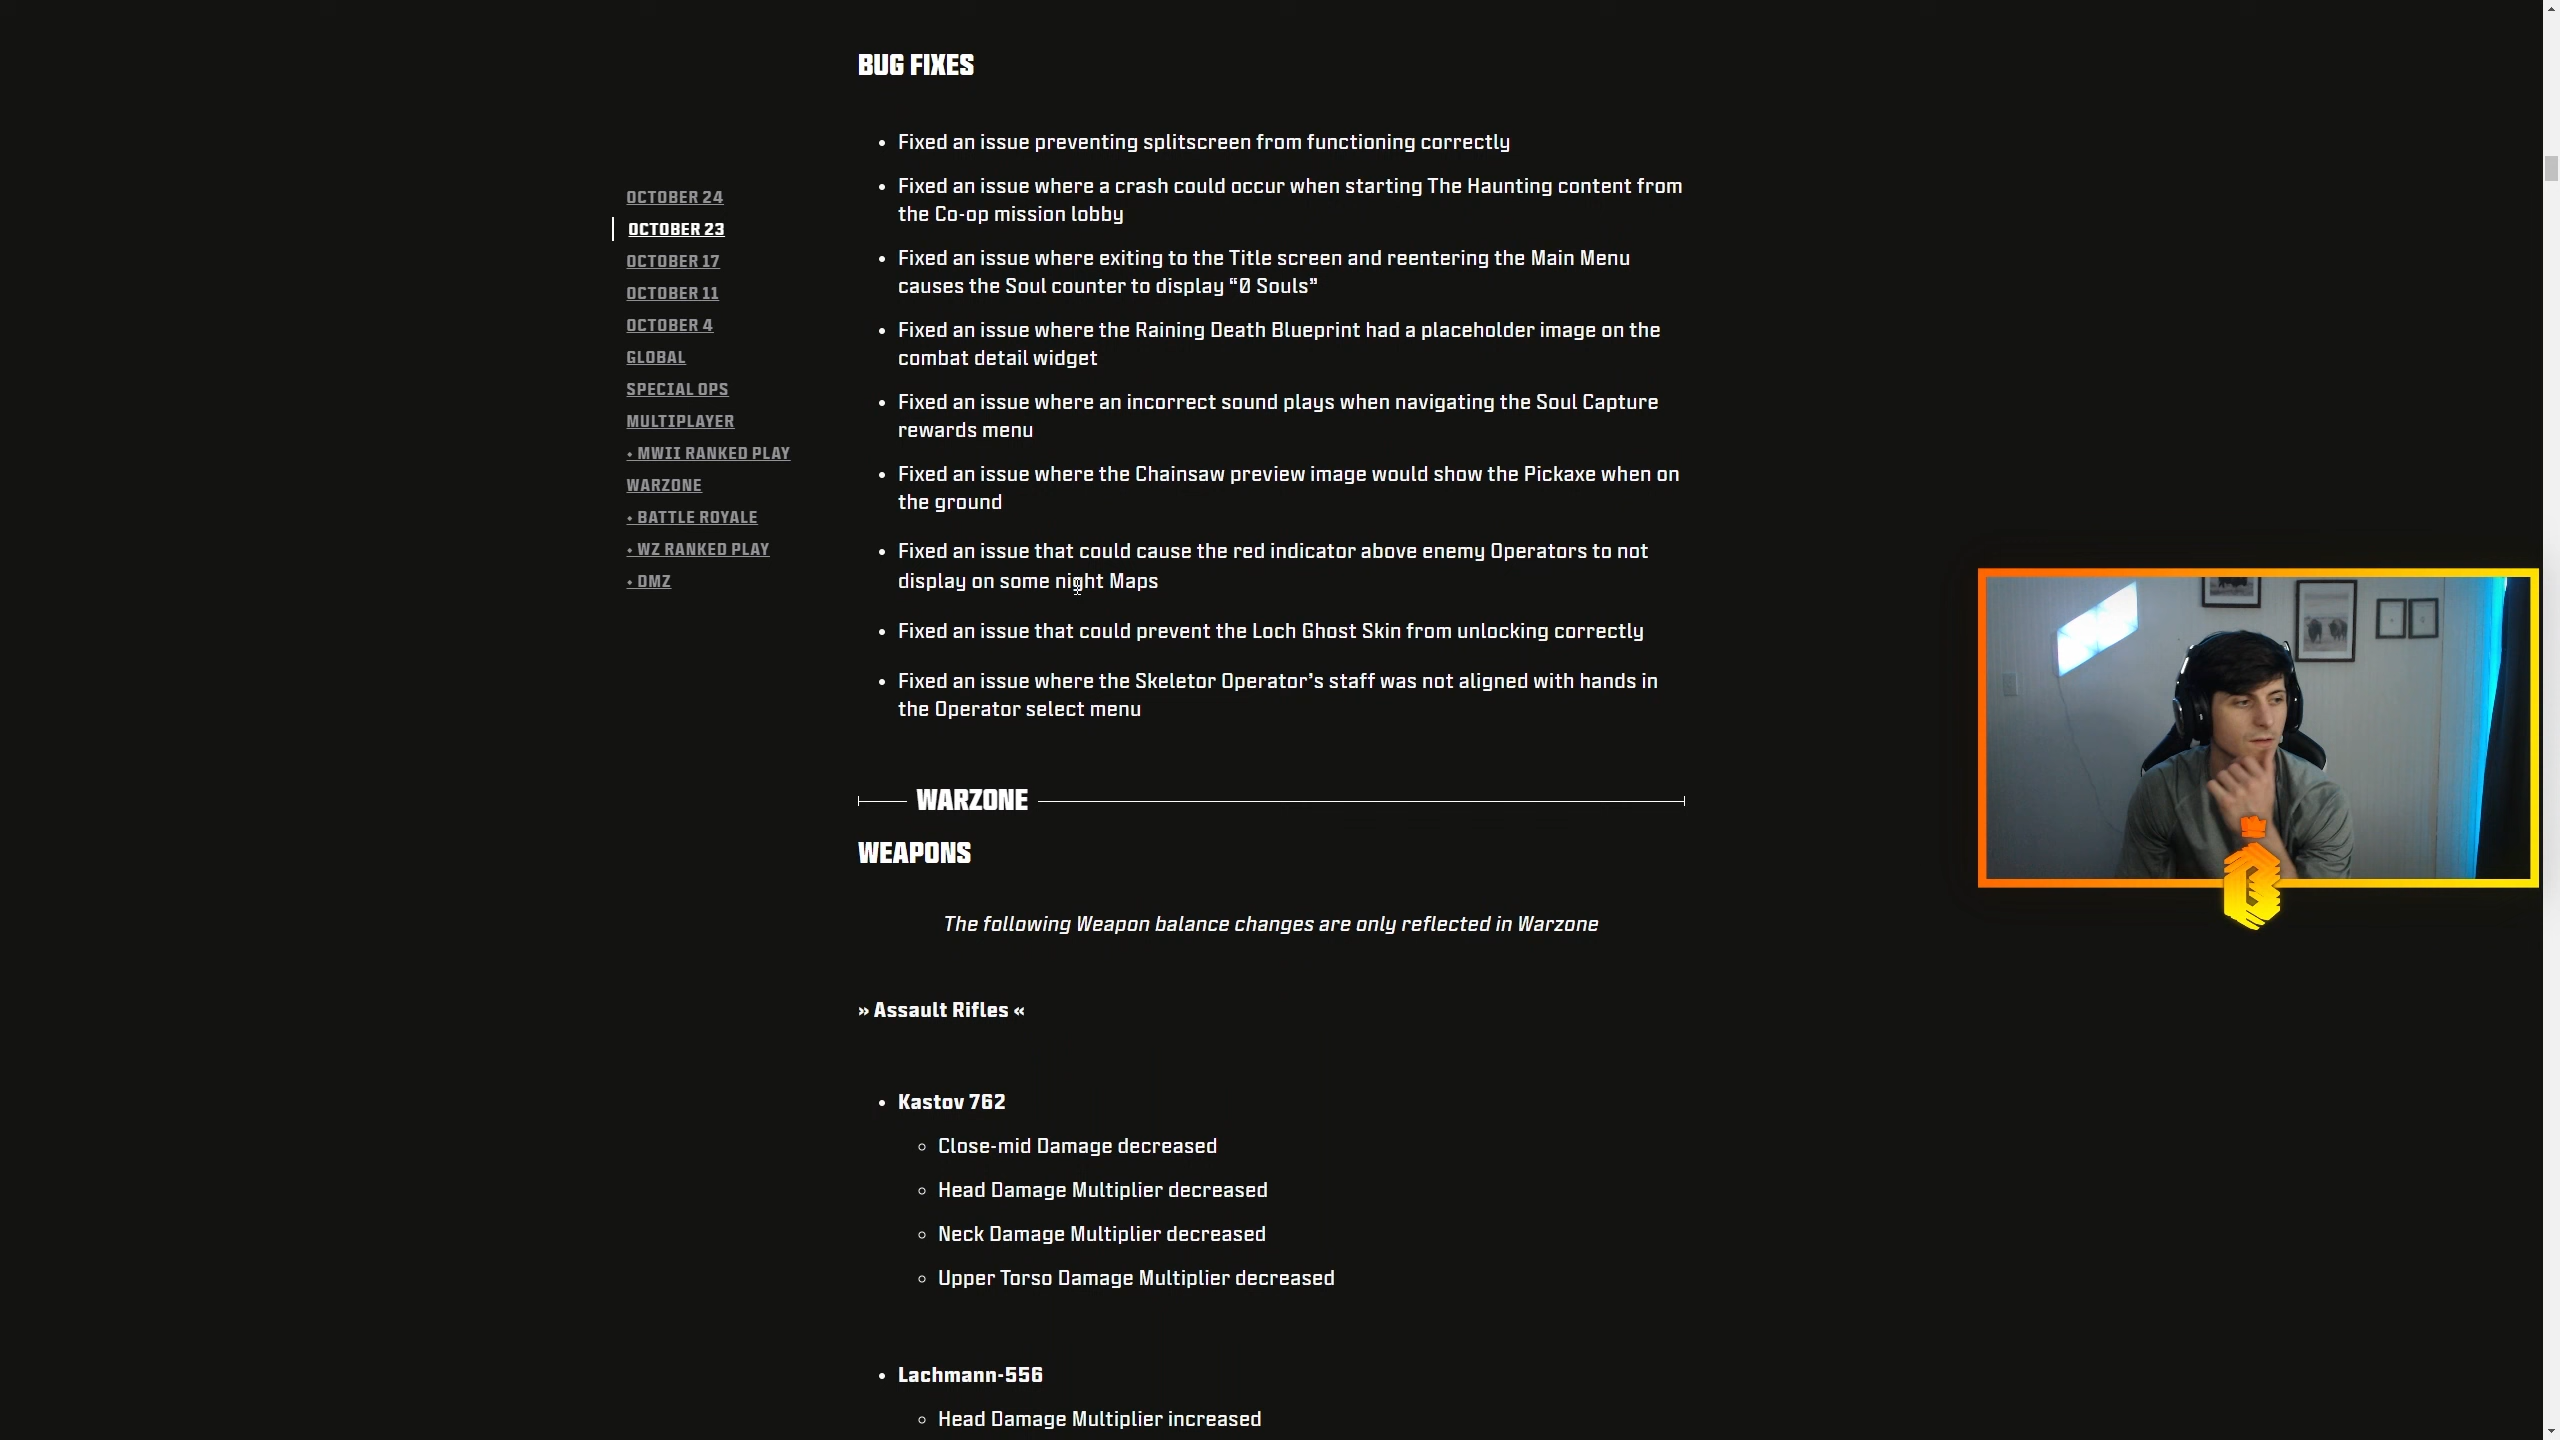 BUG FIXES
• Fixed an issue preventing splitscreen from functioning correctly
• Fixed an issue where a crash could occur when starting The Haunting content from
the Co-op mission lobby
• Fixed an issue where exiting to the Title screen and reentering the Main Menu
causes the Soul counter to display “0 Souls”
• Fixed an issue where the Raining Death Blueprint had a placeholder image on the
combat detail widget
• Fixed an issue where an incorrect sound plays when navigating the Soul Capture
rewards menu
• Fixed an issue where the Chainsaw preview image would show the Pickaxe when on
the ground
• Fixed an issue that could cause the red indicator above enemy Operators to not
display on some night Maps
• Fixed an issue that could prevent the Loch Ghost Skin from unlocking correctly
• Fixed an issue where the Skeletor Operator’s staff was not aligned with hands in
the Operator select menu
OCTOBER 24
OCTOBER 23
OCTOBER 17
OCTOBER 11
OCTOBER 4
GLOBAL
SPECIAL OPS
MULTIPLAYER
• MWII RANKED PLAY
WARZONE
• BATTLE ROYALE
• WZ RANKED PLAY
• DMZ
WARZONE
WEAPONS
The following Weapon balance changes are only reflected in Warzone
» Assault Rifles «
• Kastov 762
◦ Close-mid Damage decreased
◦ Head Damage Multiplier decreased
◦ Neck Damage Multiplier decreased
◦ Upper Torso Damage Multiplier decreased
• Lachmann-556
◦ Head Damage Multiplier increased